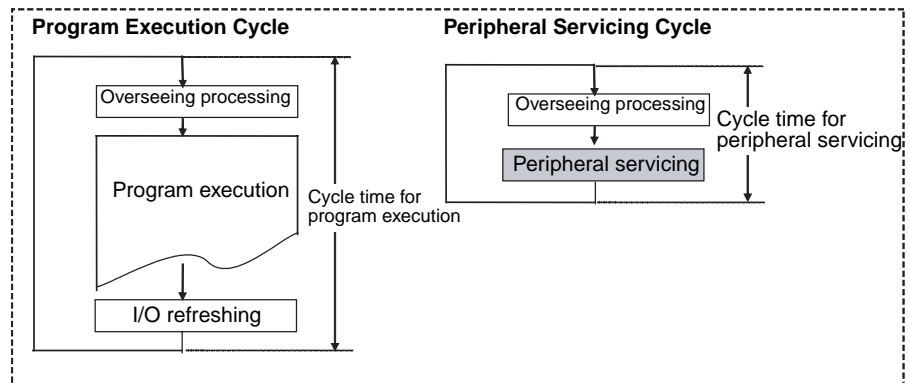 Program Execution Cycle
Overseeing processing
Program execution
Cycle time for
program execution
I/O refreshing
Peripheral Servicing Cycle
Overseeing processing
Peripheral servicing
Cycle time for
peripheral servicing